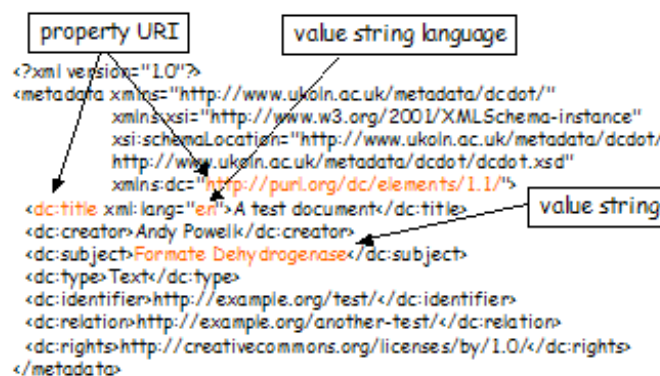 property URI
value string language
<?xml version="1.0"?>
<metadata xmlns="http://www.ukoln.ac.uk/metadata/dcdot/"
xmlns:xsi="http://www.w3.org/2001/XMLSchema-instance"
xsi:schemaLocation="http://www.ukoln.ac.uk/metadata/dcdot/
http://www.ukoln.ac.uk/metadata/dcdot/dcdot.xsd"
xmlns:dc="http://purl.org/dc/elements/1.1/">
<dc:title xml:lang="en">A test document</dc:title>
value string
<dc:creator>Andy Powell</dc:creator>
<dc:subject>Formate Dehydrogenase</dc:subject>
<dc:type>Text</dc:type>
<dc:identifier>http://example.org/test/</dc:identifier>
<dc:relation>http://example.org/another-test/</dc:relation>
<dc:rights>http://creativecommons.org/licenses/by/1.0/</dc:rights>
</metadata>